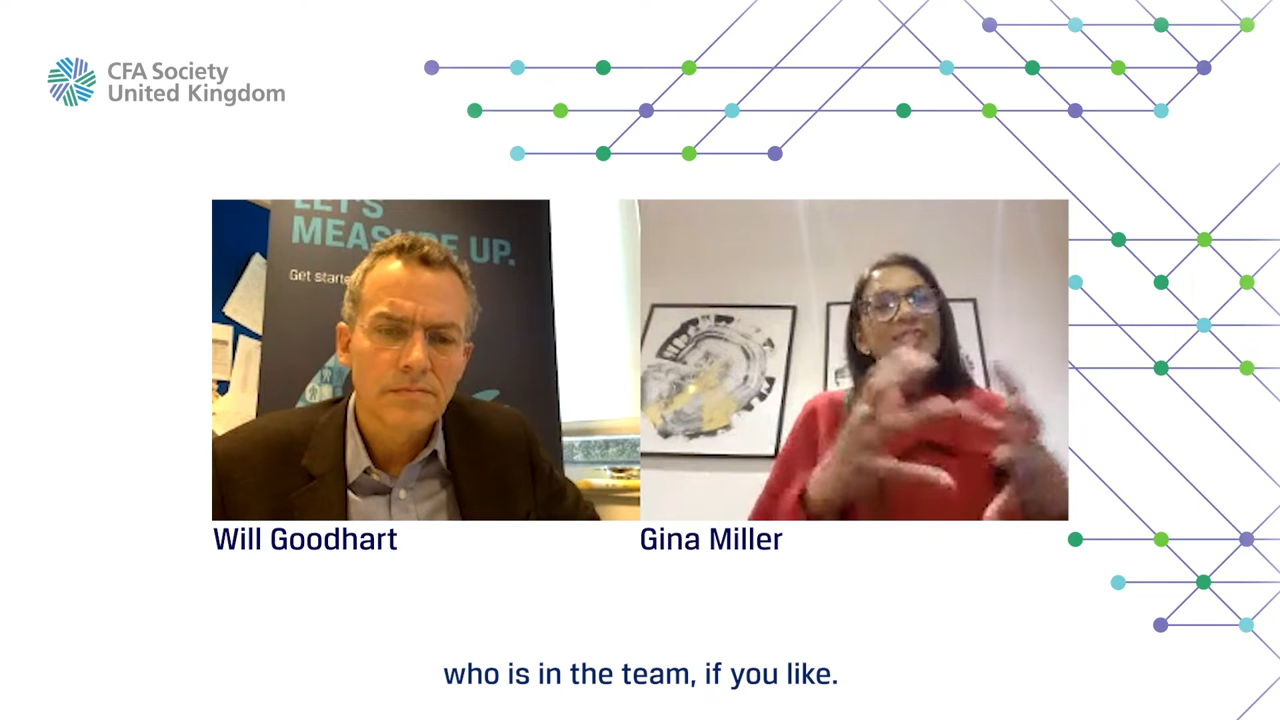 CFA Society
United Kingdom
LET'S
MEASURE UP.
Get starte
Will Goodhart
Gina Miller
who is in the team, if you like.